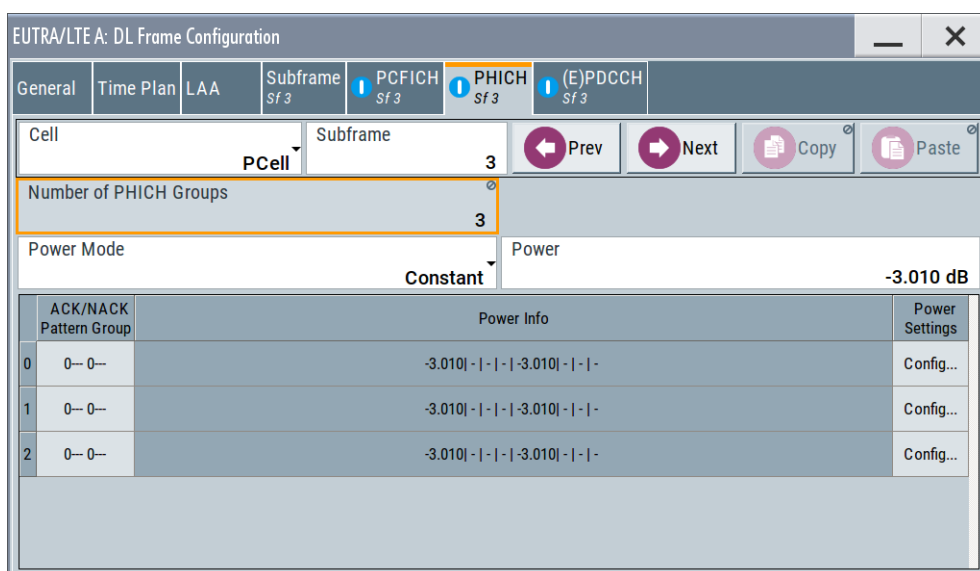 EUTRA/LTE A: DL Frame Configuration
General Time Plan LAA Subframe Sf 3 PCFICH Sf 3 PHICH Sf 3 (E)PDCCH Sf 3
Cell PCell Subframe 3 Prev Next Copy Paste
Number of PHICH Groups
3
Power Mode Power
Constant -3.010 dB
ACK/NACK Pattern Group Power Info Power Settings
0 0--- 0--- -3.010| - | - | - | -3.010| - | - | - Config...
1 0--- 0--- -3.010| - | - | - | -3.010| - | - | - Config...
2 0--- 0--- -3.010| - | - | - | -3.010| - | - | - Config...